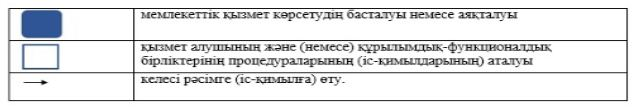 мемлекеттік қызмет көрсетудің басталуы немесе аяқталуы
қызмет алушының және (немесе) құрылымдық-функционалдық
бірліктерінің процедураларының (іс-қимылдарының) аталуы
келесі рәсімге (іс-қимылға) өту.